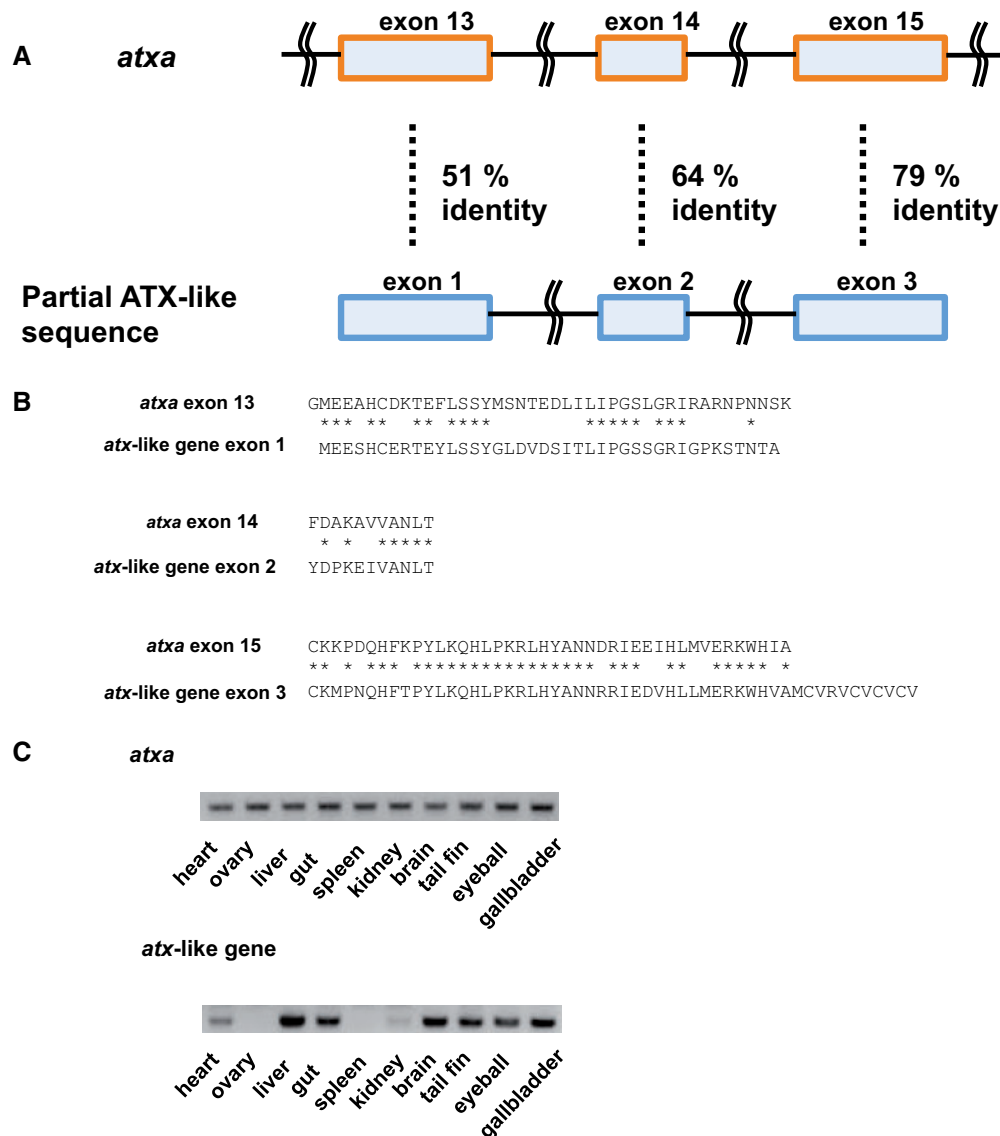 A
atxa
exon 13
exon 14
exon 15
51 %
identity
64 %
identity
79 %
identity
Partial ATX-like
sequence
exon 1
exon 2
exon 3
B
atxa exon 13
GMEEAHCDKTEFLSSYMSNTEDLILIPGSLGRIRARNPNNSK
*** ** ** **** ***** *** *
atx-like gene exon 1
MEESHCERTEYLSSYGLDVDSITLIPGSSGRIGPKSTNTA
atxa exon 14
FDAKAVVANLT
* * *****
atx-like gene exon 2
YDPKEIVANLT
atxa exon 15
CKKPDQHFKPYLKQHLPKRLHYANNDRIEEIHLMVERKWHIA
** * *** **************** *** ** **** *
atx-like gene exon 3
CKMPNQHFTPYLKQHLPKRLHYANNRRIEDVHLLMERKWHVAMCVRVCVCVCV
C
atxa
heart
ovary
liver
gut
spleen
kidney
brain
tail fin
eyeball
gallbladder
atx-like gene
heart
ovary
liver
gut
spleen
kidney
brain
tail fin
eyeball
gallbladder